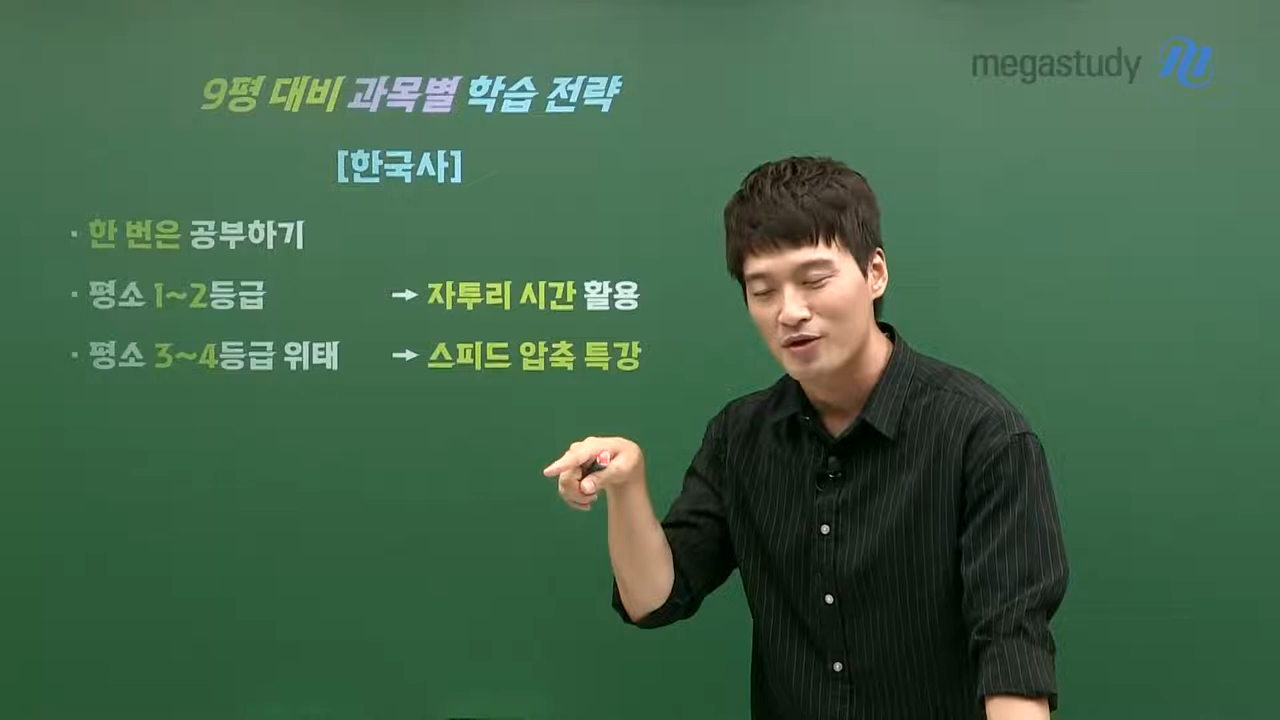 megastudy
9평 대비 과목별 학습 전략
[한국사]
· 한 번은 공부하기
· 평소 1~2등급 → 자투리 시간 활용
· 평소 3~4등급 위태 → 스피드 압축 특강